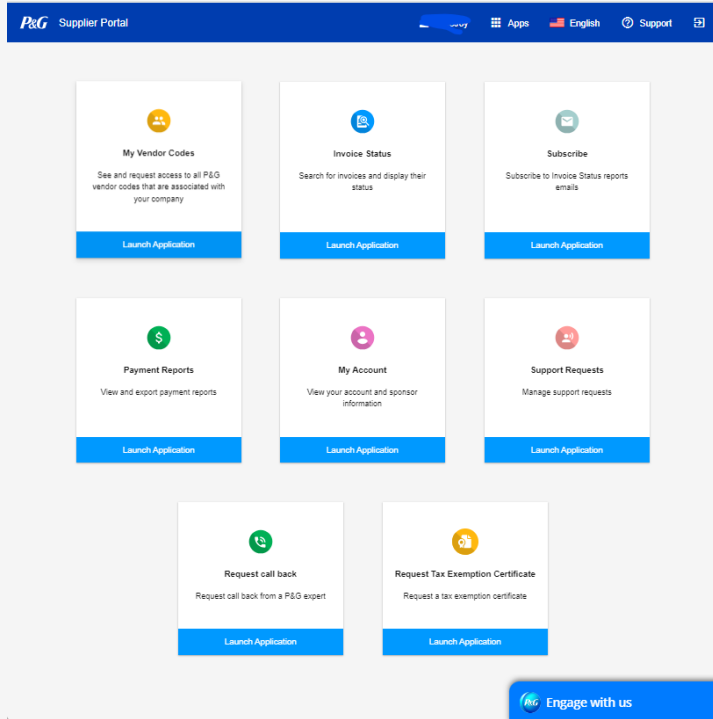 P&G Supplier Portal Apps English Support
My Vendor Codes
See and request access to all P&G
vendor codes that are associated with
your company
Launch Application
Invoice Status
Search for invoices and display their
status
Launch Application
Subscribe
Subscribe to Invoice Status reports
emails
Launch Application
Payment Reports
View and export payment reports
Launch Application
My Account
View your account and sponsor
information
Launch Application
Support Requests
Manage support requests
Launch Application
Request call back
Request call back from a P&G expert
Launch Application
Request Tax Exemption Certificate
Request a tax exemption certificate
Launch Application
P&G Engage with us